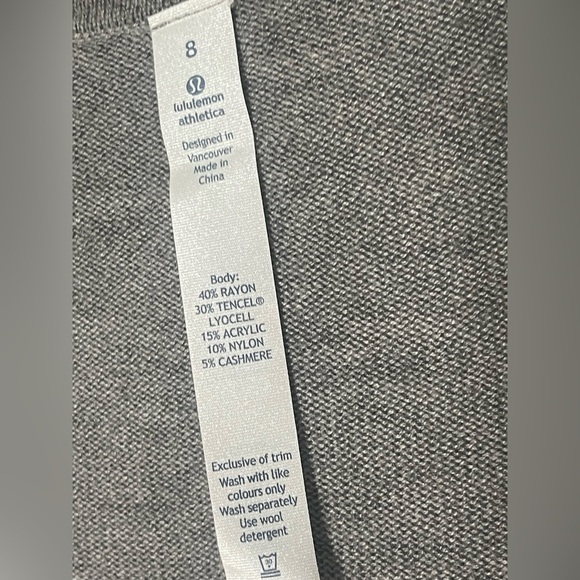 8
lululemon
athletica
Designed in
Vancouver
Made in
China
Body:
40% RAYON
30% TENCEL®
LYOCELL
15% ACRYLIC
10% NYLON
5% CASHMERE
Exclusive of trim
Wash with like
colours only
Wash separately
Use wool
detergent
30